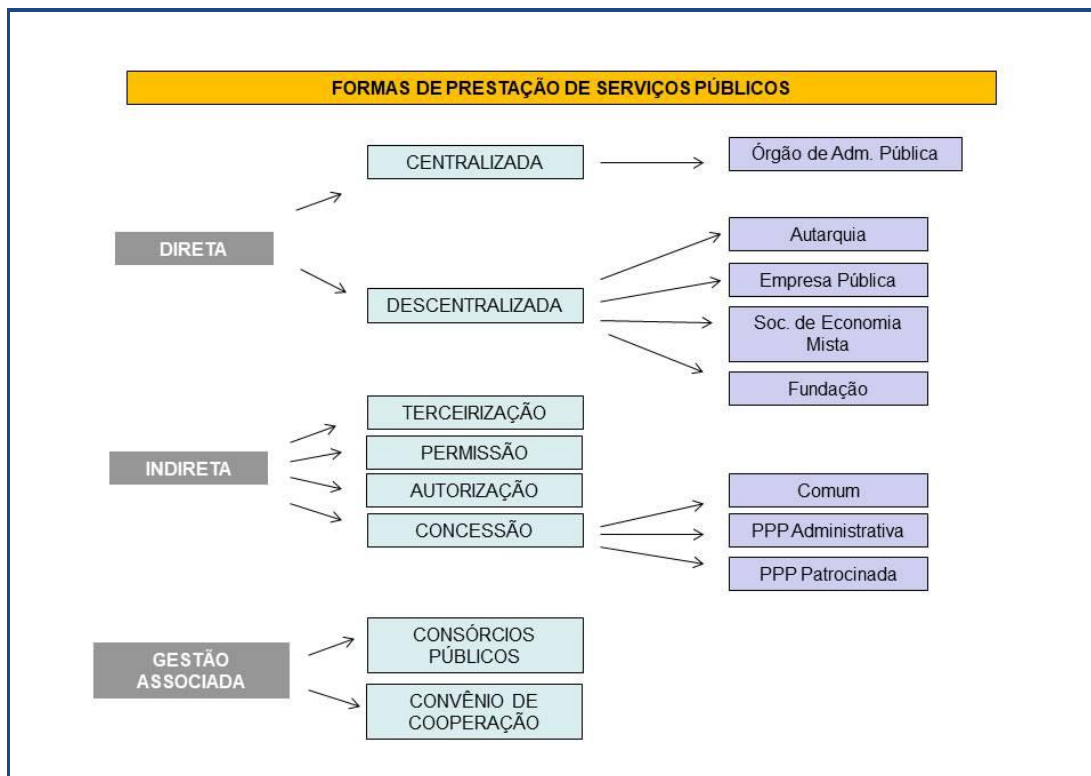 FORMAS DE PRESTAÇÃO DE SERVIÇOS PÚBLICOS
DIRETA
CENTRALIZADA
Órgão de Adm. Pública
DESCENTRALIZADA
Autarquia
Empresa Pública
Soc. de Economia
Mista
Fundação
INDIRETA
TERCEIRIZAÇÃO
PERMISSÃO
AUTORIZAÇÃO
CONCESSÃO
Comum
PPP Administrativa
PPP Patrocinada
GESTÃO
ASSOCIADA
CONSÓRCIOS
PÚBLICOS
CONVÊNIO DE
COOPERAÇÃO